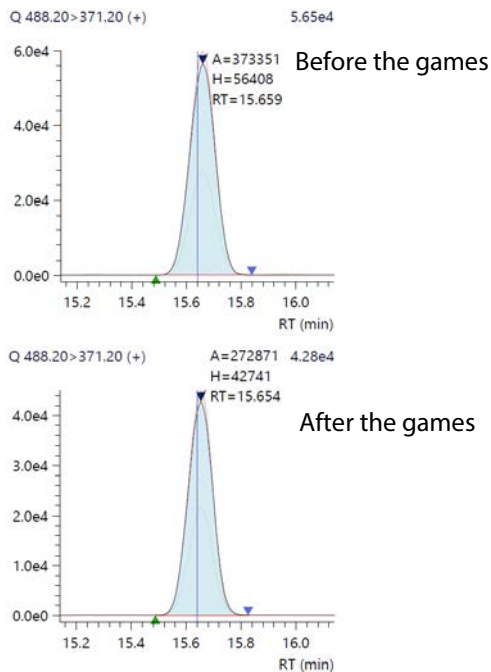 Q 488.20>371.20 (+) 5.65e4
6.0e4
A=373351
Before the games
H=56408
RT=15.659
4.0e4
2.0e4
0.0e0
15.2 15.4 15.6 15.8 16.0
RT (min)
Q 488.20>371.20 (+) A=272871 4.28e4
H=42741
RT=15.654
4.0e4
After the games
3.0e4
2.0e4
1.0e4
0.0e0
15.2 15.4 15.6 15.8 16.0
RT (min)